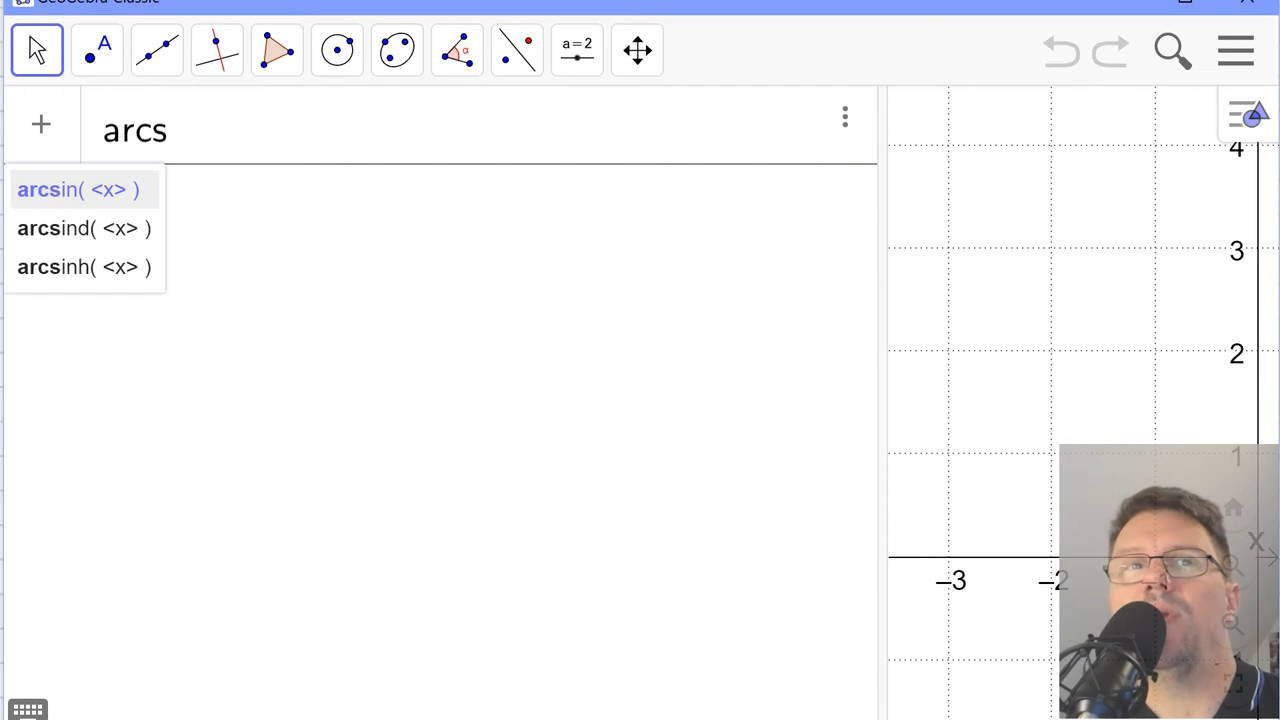 GeoGebra Classic
A
α
a=2
arcs
arcsin( <x> )
arcsind( <x> )
arcsinh( <x> )
4
3
2
1
x
–3
–2